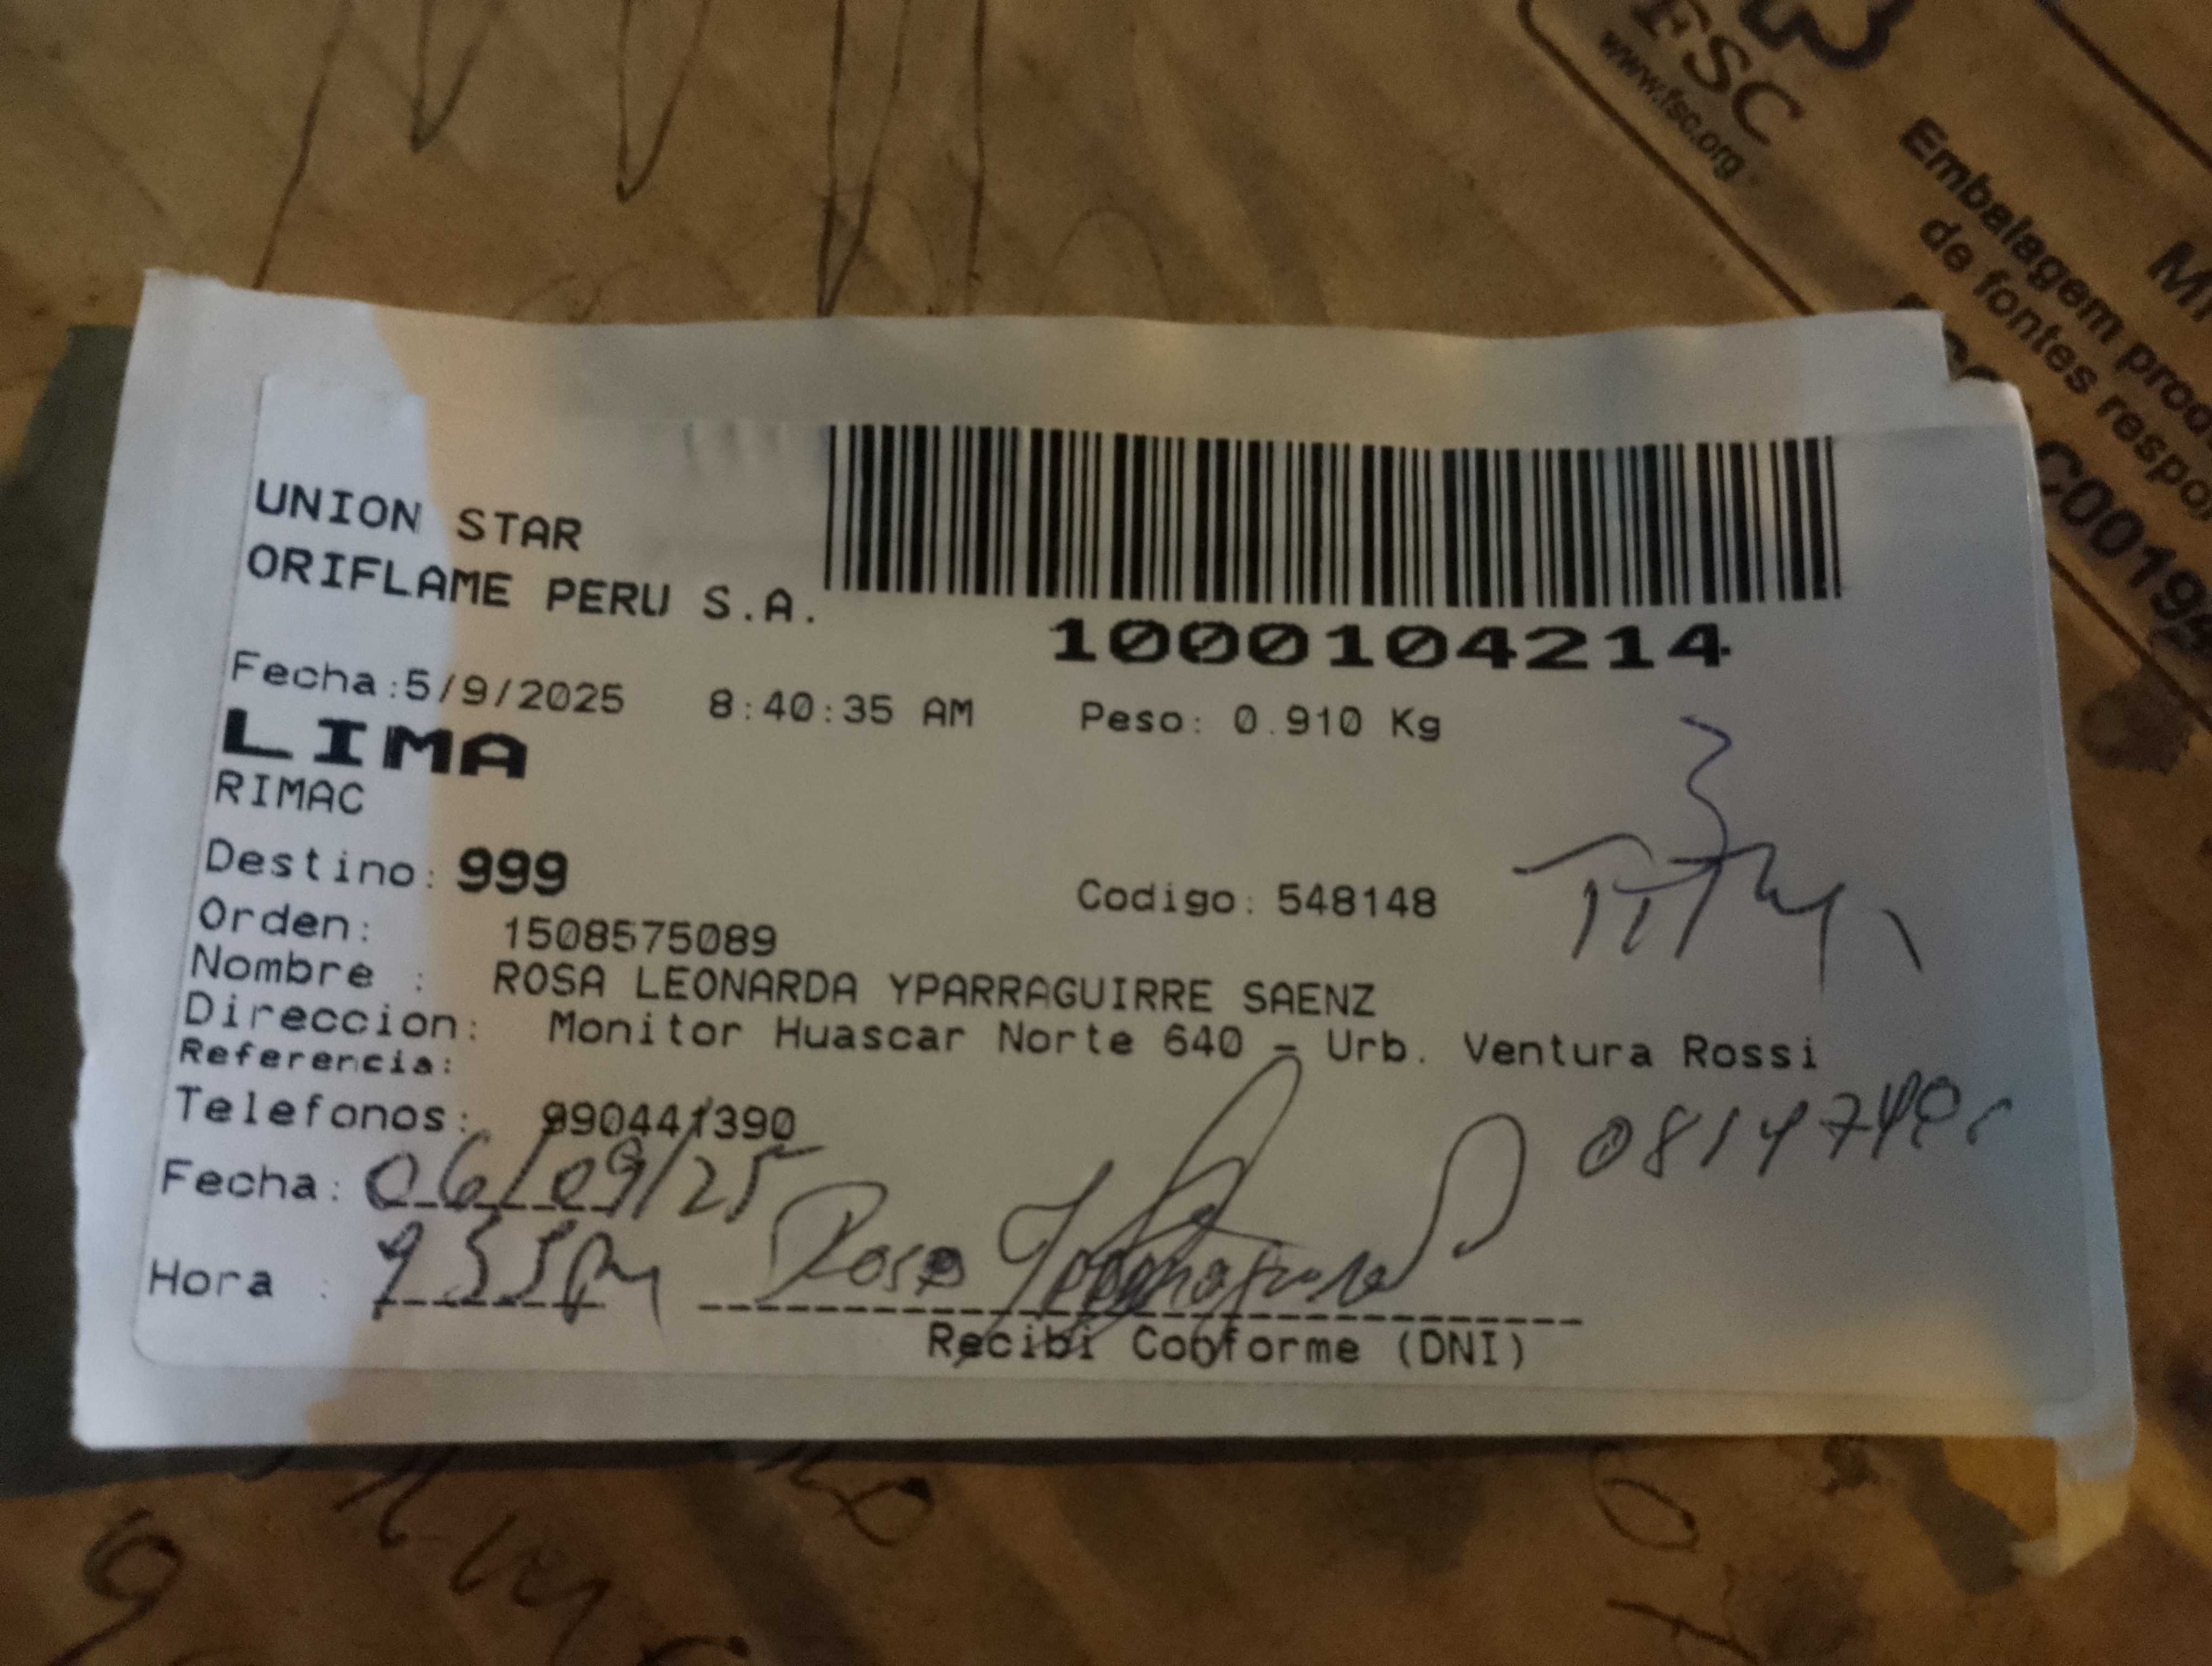 UNION STAR
ORIFLAME PERU S.A.
1000104214
Fecha:5/9/2025 8:40:35 AM Peso: 0.910 Kg
LIMA
RIMAC
Destino: 999
Codigo: 548148
Orden: 1508575089
Nombre : ROSA LEONARDA YPARRAGUIRRE SAENZ
Direccion: Monitor Huascar Norte 640 - Urb. Ventura Rossi
Referencia:
Telefonos: 990441390
Fecha: 06/09/25
Hora :
Rosa
Recibi Conforme (DNI)
FSC
www.fsc.org
Embalagem
de fontes